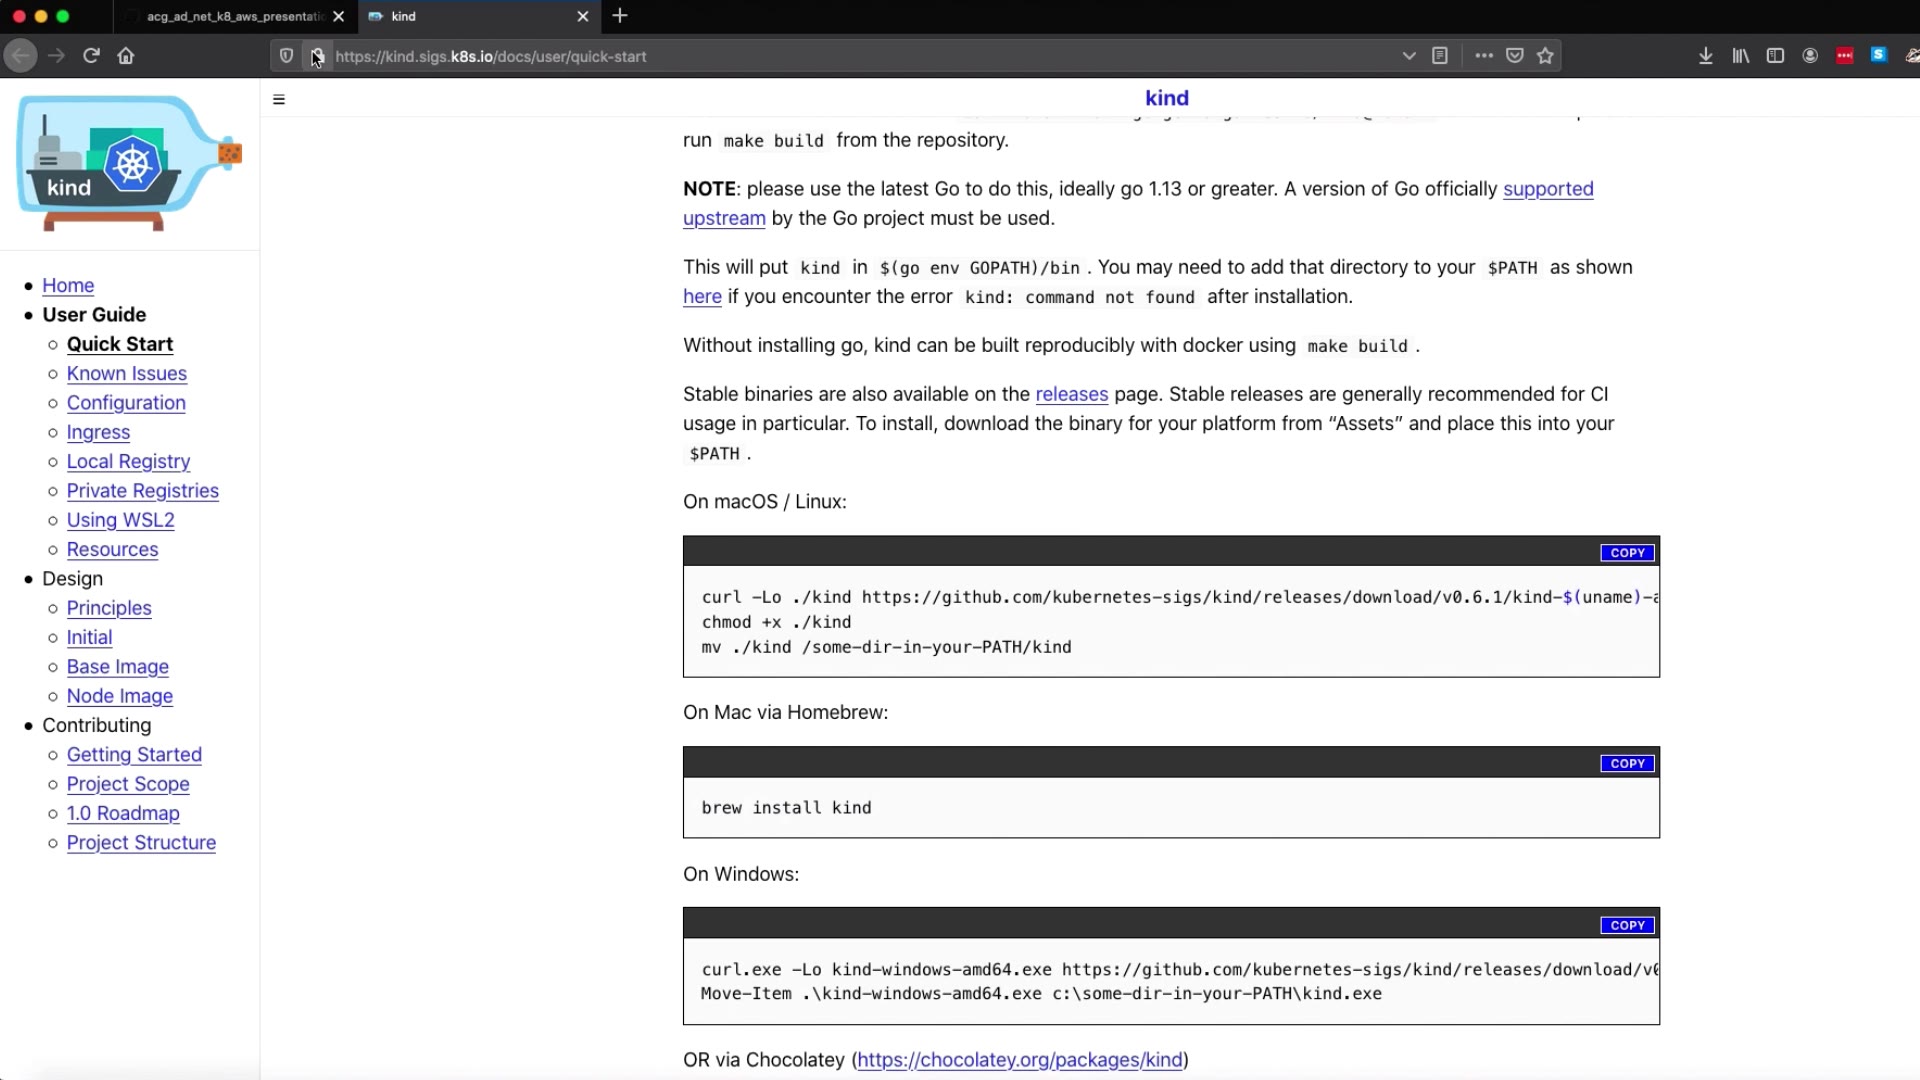 acg_ad_net_k8_aws_presentatio
kind
https://kind.sigs.k8s.io/docs/user/quick-start
kind
kind
Home
User Guide
Quick Start
Known Issues
Configuration
Ingress
Local Registry
Private Registries
Using WSL2
Resources
Design
Principles
Initial
Base Image
Node Image
Contributing
Getting Started
Project Scope
1.0 Roadmap
Project Structure
run make build from the repository.
NOTE: please use the latest Go to do this, ideally go 1.13 or greater. A version of Go officially supported
upstream by the Go project must be used.
This will put kind in $(go env GOPATH)/bin . You may need to add that directory to your $PATH as shown
here if you encounter the error kind: command not found after installation.
Without installing go, kind can be built reproducibly with docker using make build .
Stable binaries are also available on the releases page. Stable releases are generally recommended for CI
usage in particular. To install, download the binary for your platform from “Assets” and place this into your
$PATH .
On macOS / Linux:
COPY
curl -Lo ./kind https://github.com/kubernetes-sigs/kind/releases/download/v0.6.1/kind-$(uname)-a
chmod +x ./kind
mv ./kind /some-dir-in-your-PATH/kind
On Mac via Homebrew:
COPY
brew install kind
On Windows:
COPY
curl.exe -Lo kind-windows-amd64.exe https://github.com/kubernetes-sigs/kind/releases/download/v0
Move-Item .\kind-windows-amd64.exe c:\some-dir-in-your-PATH\kind.exe
OR via Chocolatey (https://chocolatey.org/packages/kind)